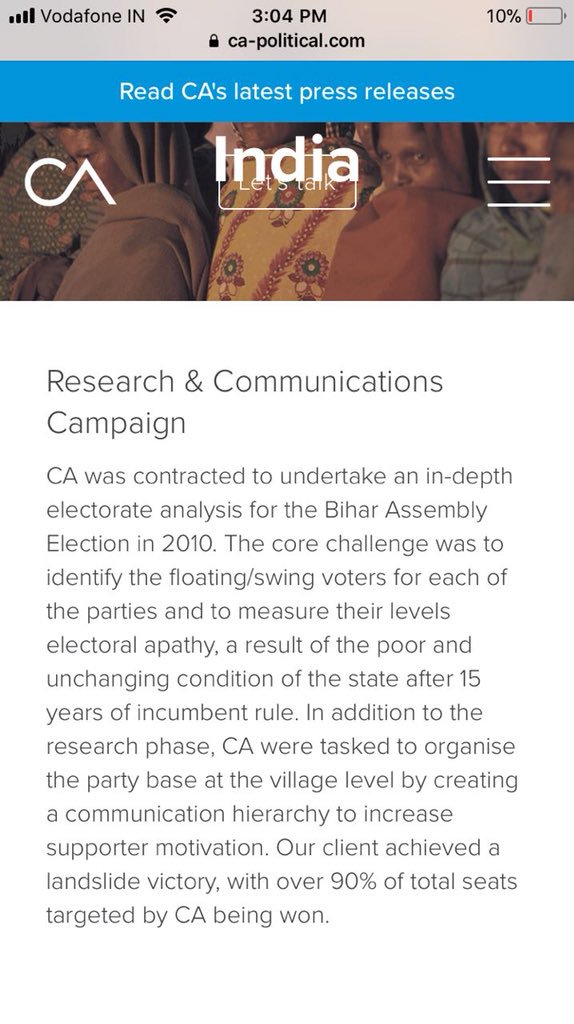 Vodafone IN 3:04 PM 10%
ca-political.com
Read CA's latest press releases
CA
India
Let's talk
Research & Communications
Campaign
CA was contracted to undertake an in-depth
electorate analysis for the Bihar Assembly
Election in 2010. The core challenge was to
identify the floating/swing voters for each of
the parties and to measure their levels
electoral apathy, a result of the poor and
unchanging condition of the state after 15
years of incumbent rule. In addition to the
research phase, CA were tasked to organise
the party base at the village level by creating
a communication hierarchy to increase
supporter motivation. Our client achieved a
landslide victory, with over 90% of total seats
targeted by CA being won.